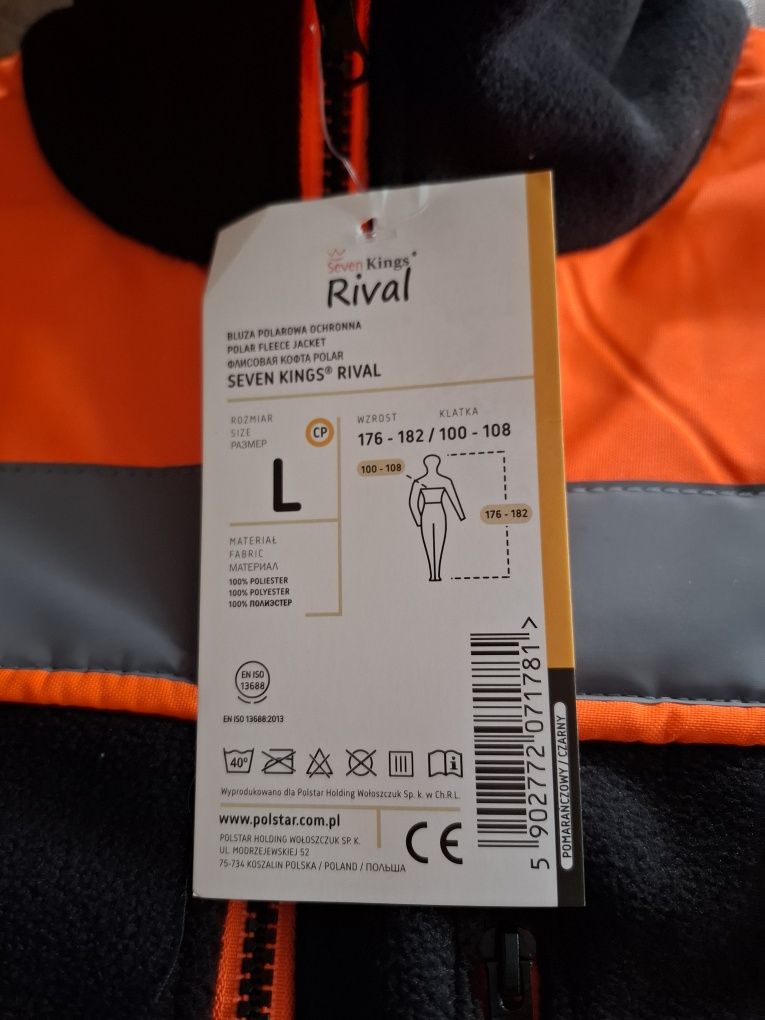 Seven Kings®
Rival
BLUZA POLAROWA OCHRONNA
POLAR FLEECE JACKET
ФЛИСОВАЯ КОФТА POLAR
SEVEN KINGS® RIVAL
ROZMIAR
SIZE
РАЗМЕР
CP
L
WZROST KLATKA
176 - 182 / 100 - 108
100 - 108
176 - 182
MATERIAŁ
FABRIC
МАТЕРИАЛ
100% POLIESTER
100% POLYESTER
100% ПОЛИЭСТЕР
EN ISO
13688
EN ISO 13688:2013
40°
Wyprodukowano dla Polstar Holding Wołoszczuk Sp. k. w Ch.R.L.
www.polstar.com.pl
POLSTAR HOLDING WOŁOSZCZUK SP. K.
UL. MODRZEJEWSKIEJ 52
75-734 KOSZALIN POLSKA / POLAND / ПОЛЬША
CE
5 902772 071781 >
POMARAŃCZOWY / CZARNY